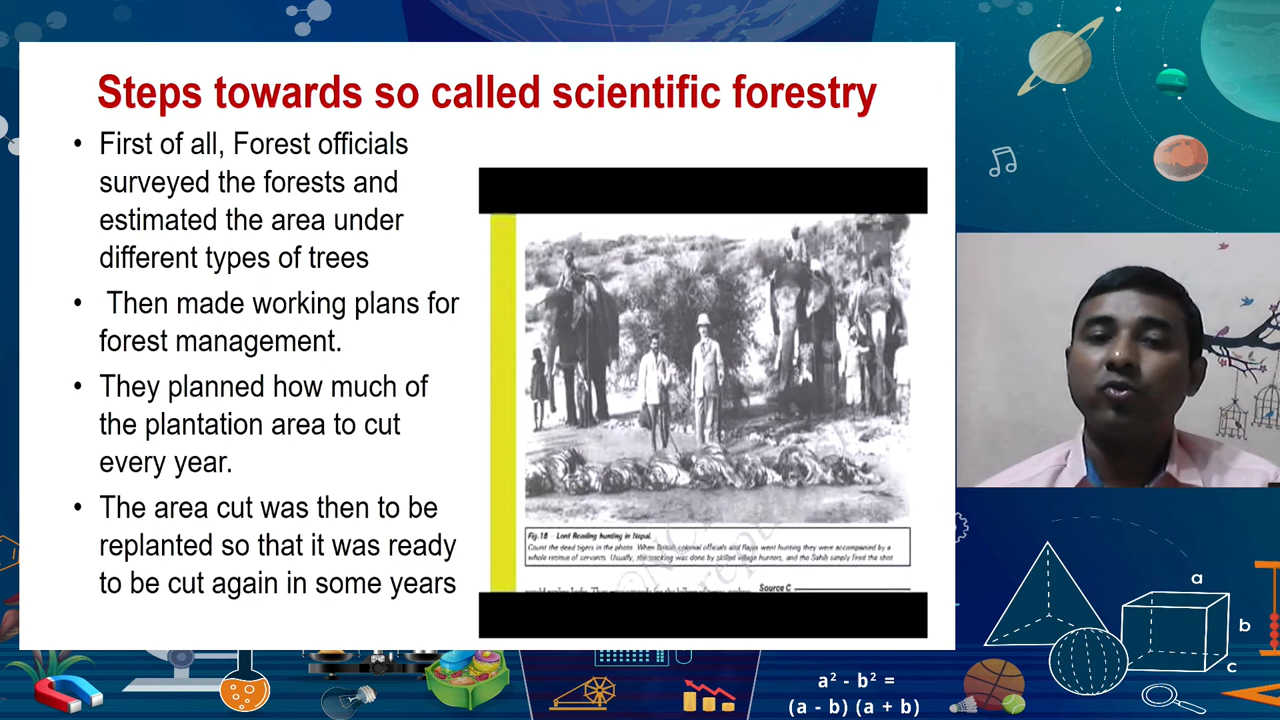 Steps towards so called scientific forestry
• First of all, Forest officials
surveyed the forests and
estimated the area under
different types of trees
• Then made working plans for
forest management.
• They planned how much of
the plantation area to cut
every year.
• The area cut was then to be
replanted so that it was ready
to be cut again in some years
Fig.18 – Lord Reading hunting in Nepal.
Count the dead tigers in the photo. When British colonial officials and Rajas went hunting they were accompanied by a
whole retinue of servants. Usually, the tracking was done by skilled village hunters, and the Sahib simply fired the shot
Source C
a
b
c
a² - b² =
(a - b) (a + b)